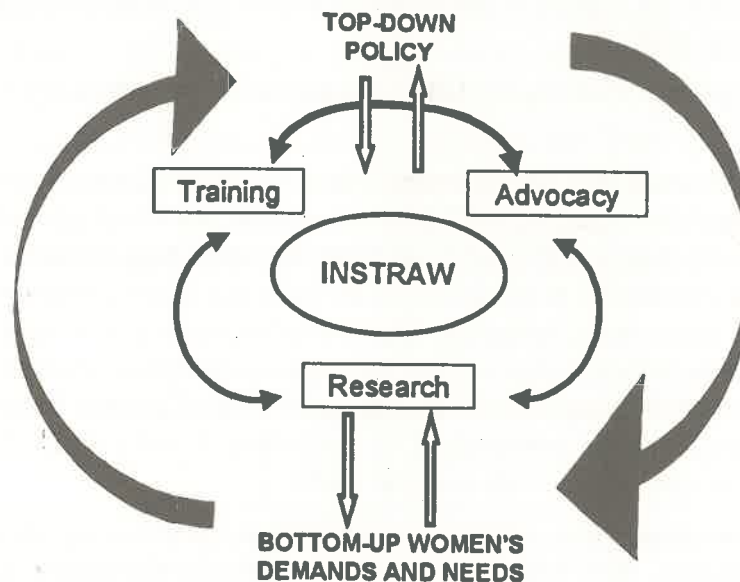 TOP-DOWN
POLICY
Training
Advocacy
INSTRAW
Research
BOTTOM-UP WOMEN'S
DEMANDS AND NEEDS